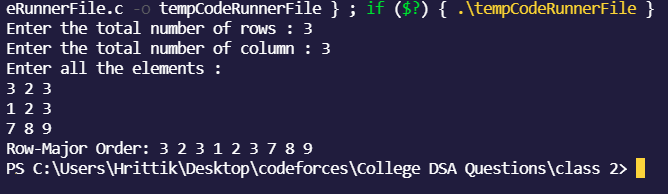 eRunnerFile.c -o tempCodeRunnerFile } ; if ($?) { .\tempCodeRunnerFile }
Enter the total number of rows : 3
Enter the total number of column : 3
Enter all the elements :
3 2 3
1 2 3
7 8 9
Row-Major Order: 3 2 3 1 2 3 7 8 9
PS C:\Users\Hrittik\Desktop\codeforces\College DSA Questions\class 2>